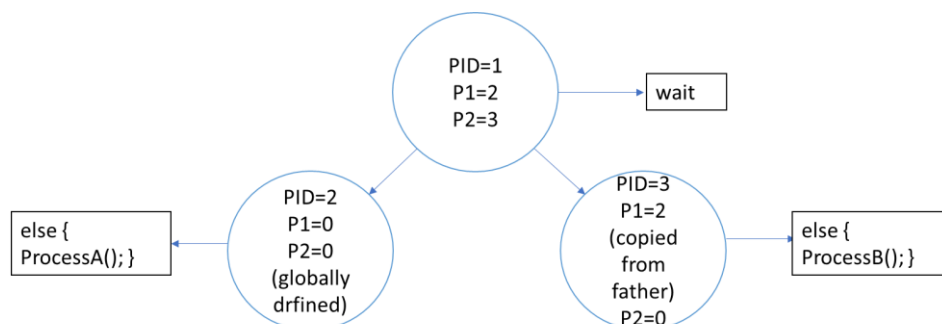 PID=1
P1=2
P2=3
wait
PID=2
P1=0
P2=0
(globally
drfined)
else {
ProcessA(); }
PID=3
P1=2
(copied
from
father)
P2=0
else {
ProcessB(); }